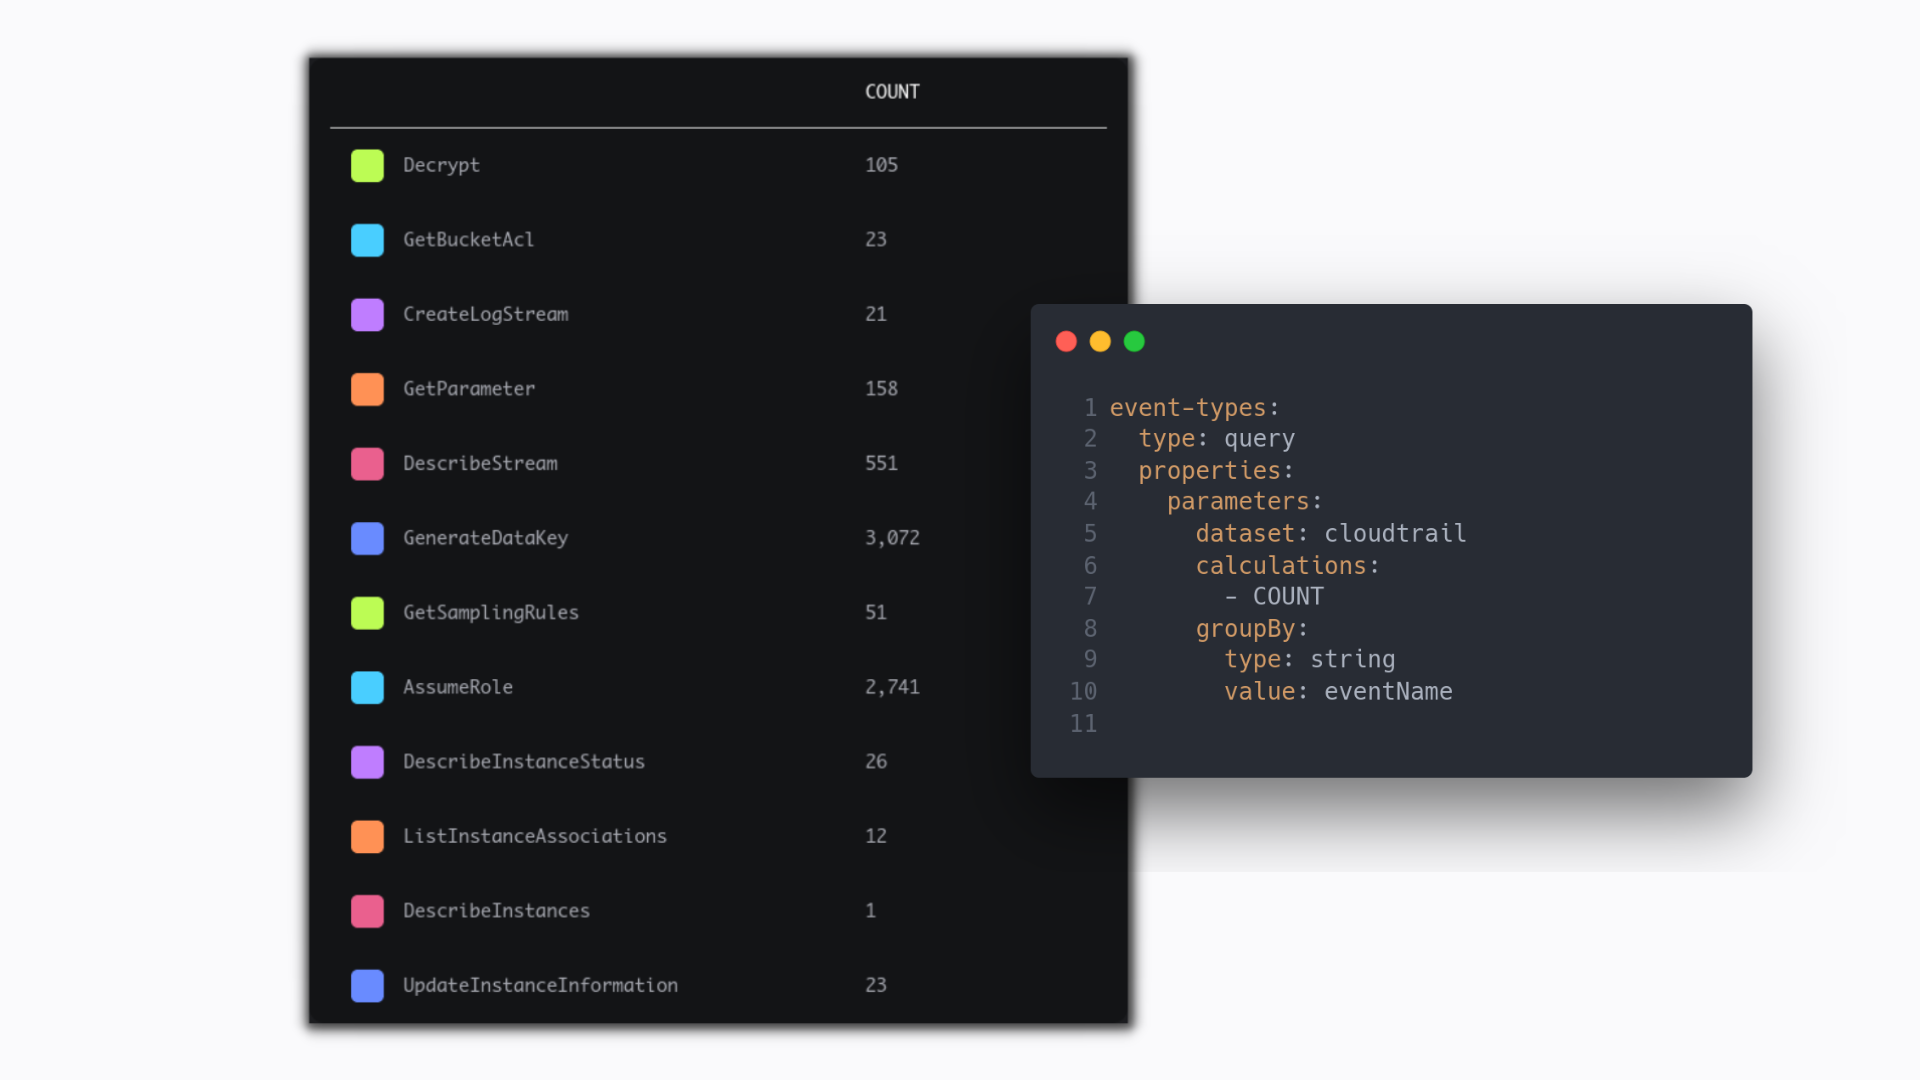 COUNT
Decrypt 105
GetBucketAcl 23
CreateLogStream 21
GetParameter 158
DescribeStream 551
GenerateDataKey 3,072
GetSamplingRules 51
AssumeRole 2,741
DescribeInstanceStatus 26
ListInstanceAssociations 12
DescribeInstances 1
UpdateInstanceInformation 23
1 event-types:
2   type: query
3   properties:
4     parameters:
5       dataset: cloudtrail
6       calculations:
7         - COUNT
8       groupBy:
9         type: string
10         value: eventName
11